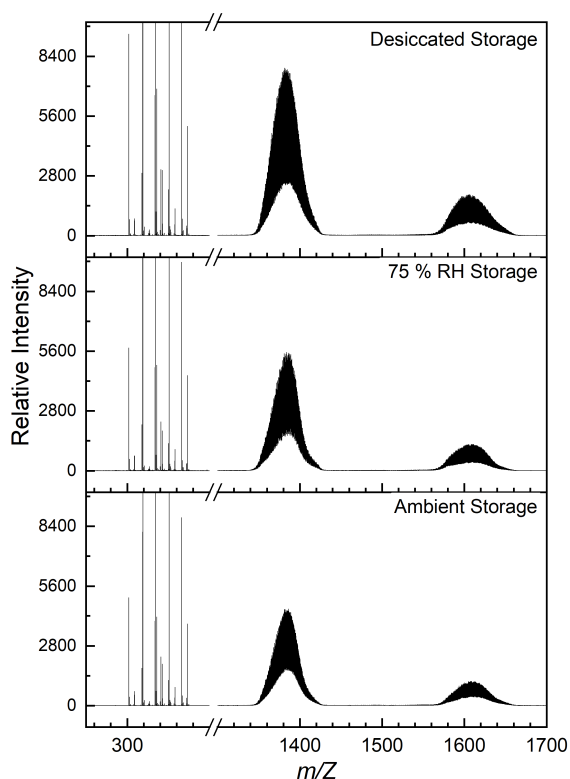 Desiccated Storage
8400
5600
2800
0
75 % RH Storage
8400
5600
2800
0
Ambient Storage
8400
5600
2800
0
Relative Intensity
300 1400 1500 1600 1700
m/Z